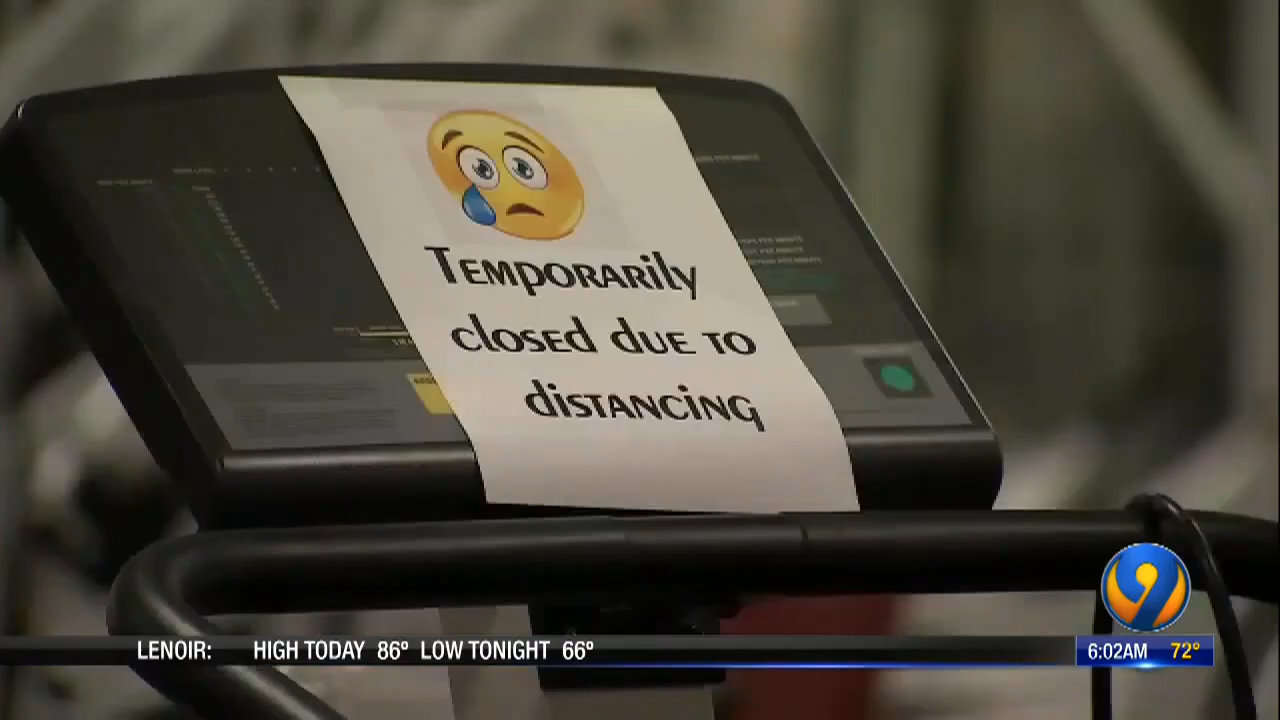 TEMPORARILY
CLOSED DUE TO
DISTANCING
9
LENOIR: HIGH TODAY 86° LOW TONIGHT 66°
6:02AM 72°